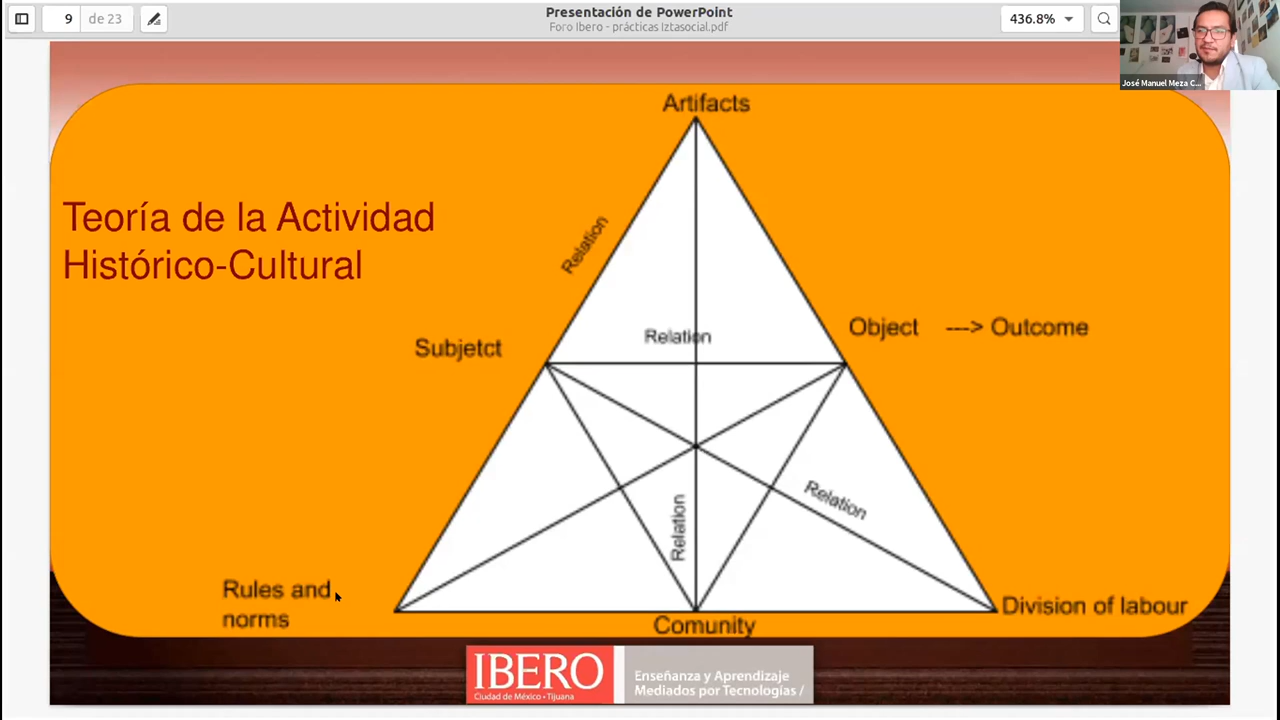 9 de 23
Presentación de PowerPoint
Foro Ibero - prácticas Iztasocial.pdf
436.8%
José Manuel Meza C...
Artifacts
Teoría de la Actividad
Histórico-Cultural
Relation
Relation
Subjetct
Object ---> Outcome
Relation
Relation
Rules and
norms
Comunity
Division of labour
IBERO
Ciudad de México • Tijuana
Enseñanza y Aprendizaje
Mediados por Tecnologías /